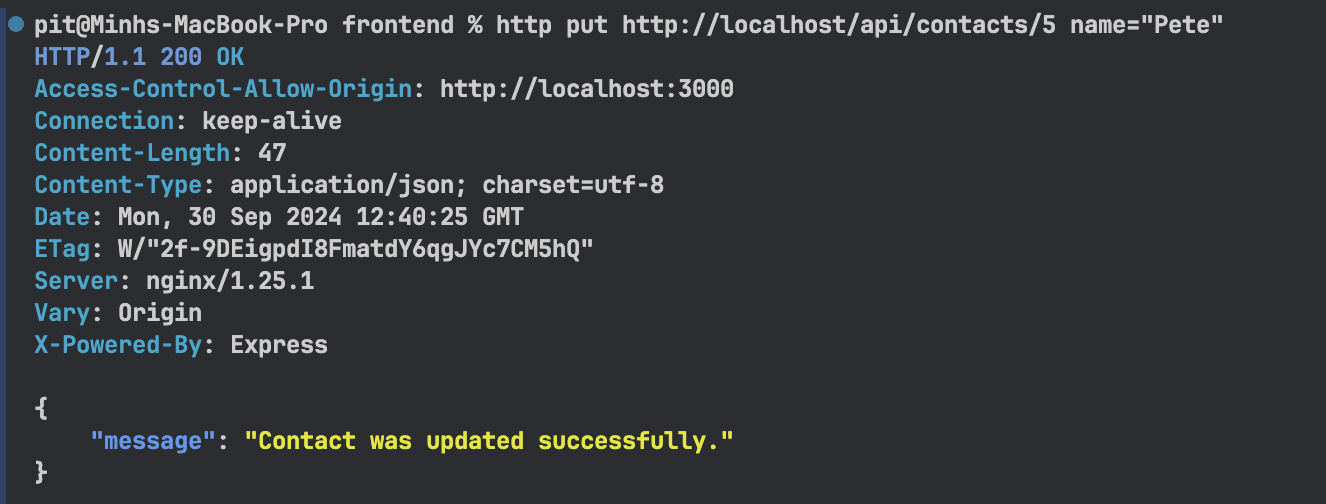 pit@Minhs-MacBook-Pro frontend % http put http://localhost/api/contacts/5 name="Pete"
HTTP/1.1 200 OK
Access-Control-Allow-Origin: http://localhost:3000
Connection: keep-alive
Content-Length: 47
Content-Type: application/json; charset=utf-8
Date: Mon, 30 Sep 2024 12:40:25 GMT
ETag: W/"2f-9DEigpdI8FmatdY6qgJYc7CM5hQ"
Server: nginx/1.25.1
Vary: Origin
X-Powered-By: Express
{
    "message": "Contact was updated successfully."
}